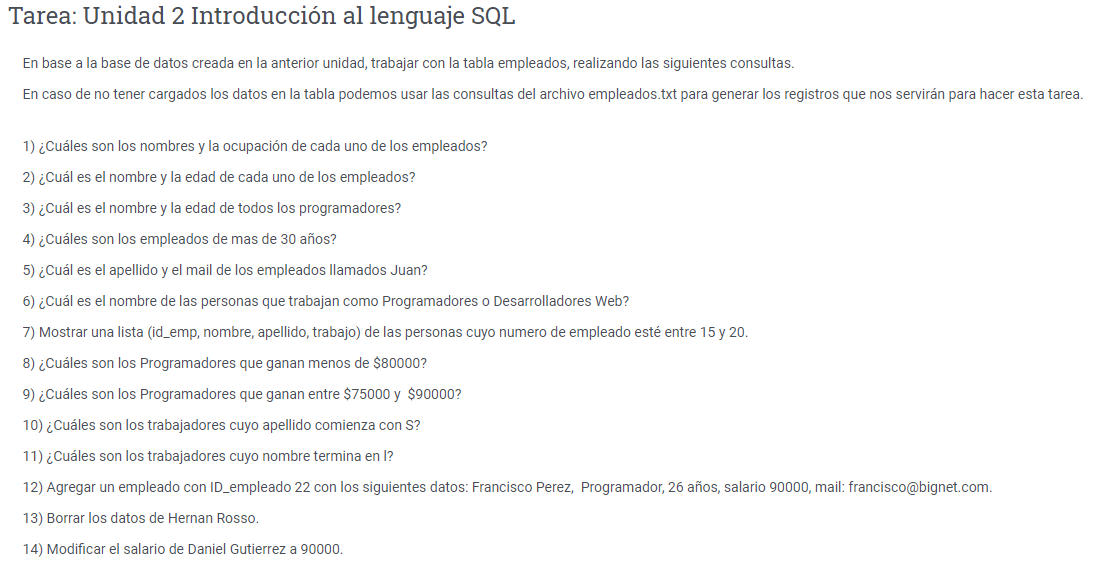 Tarea: Unidad 2 Introducción al lenguaje SQL
En base a la base de datos creada en la anterior unidad, trabajar con la tabla empleados, realizando las siguientes consultas.
En caso de no tener cargados los datos en la tabla podemos usar las consultas del archivo empleados.txt para generar los registros que nos servirán para hacer esta tarea.
1) ¿Cuáles son los nombres y la ocupación de cada uno de los empleados?
2) ¿Cuál es el nombre y la edad de cada uno de los empleados?
3) ¿Cuál es el nombre y la edad de todos los programadores?
4) ¿Cuáles son los empleados de mas de 30 años?
5) ¿Cuál es el apellido y el mail de los empleados llamados Juan?
6) ¿Cuál es el nombre de las personas que trabajan como Programadores o Desarrolladores Web?
7) Mostrar una lista (id_emp, nombre, apellido, trabajo) de las personas cuyo numero de empleado esté entre 15 y 20.
8) ¿Cuáles son los Programadores que ganan menos de $80000?
9) ¿Cuáles son los Programadores que ganan entre $75000 y  $90000?
10) ¿Cuáles son los trabajadores cuyo apellido comienza con S?
11) ¿Cuáles son los trabajadores cuyo nombre termina en l?
12) Agregar un empleado con ID_empleado 22 con los siguientes datos: Francisco Perez,  Programador, 26 años, salario 90000, mail: francisco@bignet.com.
13) Borrar los datos de Hernan Rosso.
14) Modificar el salario de Daniel Gutierrez a 90000.